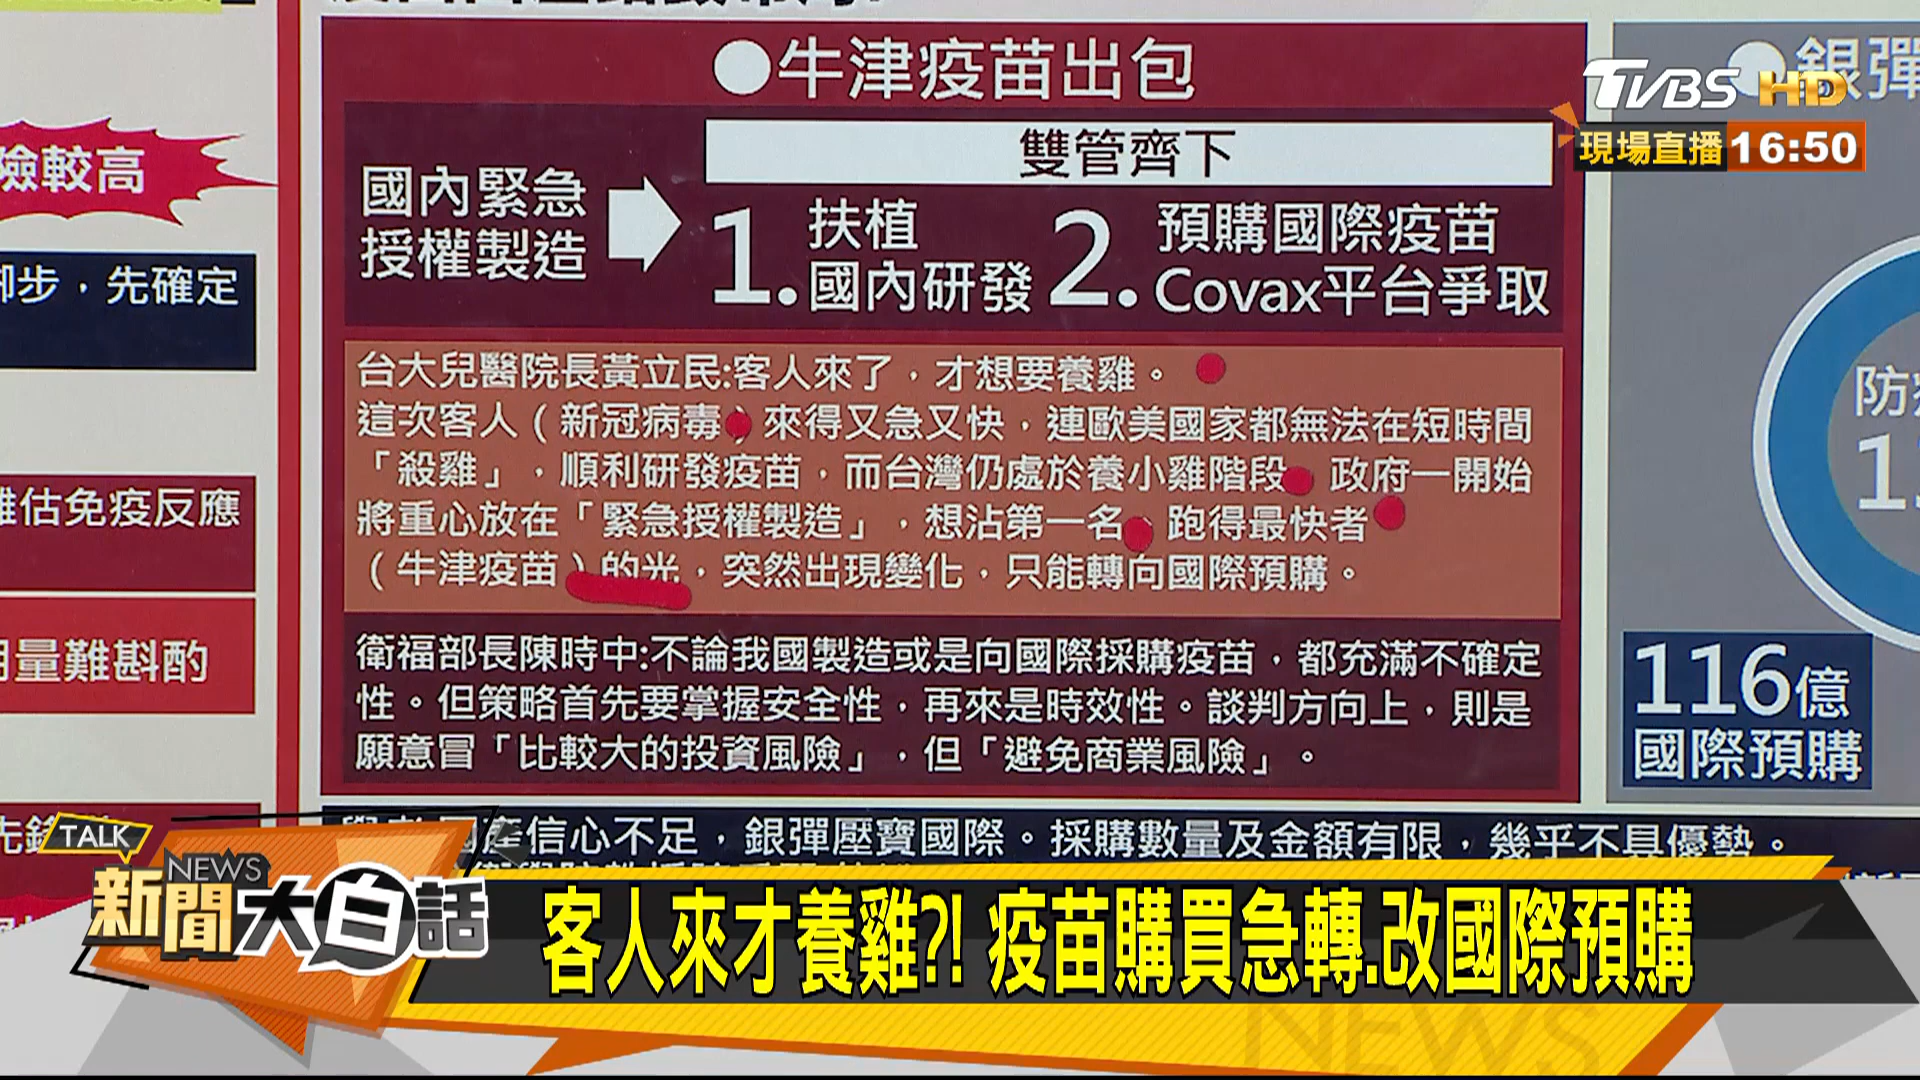 牛津疫苗出包
TVBS HD
銀彈
現場直播 16:50
雙管齊下
國內緊急
授權製造
1. 扶植
國內研發
2. 預購國際疫苗
Covax平台爭取
險較高
腳步，先確定
估免疫反應
量難斟酌
台大兒醫院長黃立民:客人來了，才想要養雞。
這次客人（新冠病毒）來得又急又快，連歐美國家都無法在短時間
「殺雞」，順利研發疫苗，而台灣仍處於養小雞階段 政府一開始
將重心放在「緊急授權製造」，想沾第一名 跑得最快者
（牛津疫苗）的光，突然出現變化，只能轉向國際預購。
衛福部長陳時中:不論我國製造或是向國際採購疫苗，都充滿不確定
性。但策略首先要掌握安全性，再來是時效性。談判方向上，則是
願意冒「比較大的投資風險」，但「避免商業風險」。
防
116億
國際預購
產信心不足，銀彈壓寶國際。採購數量及金額有限，幾乎不具優勢。
TALK
NEWS
新聞大白話
客人來才養雞?! 疫苗購買急轉.改國際預購
NEWS